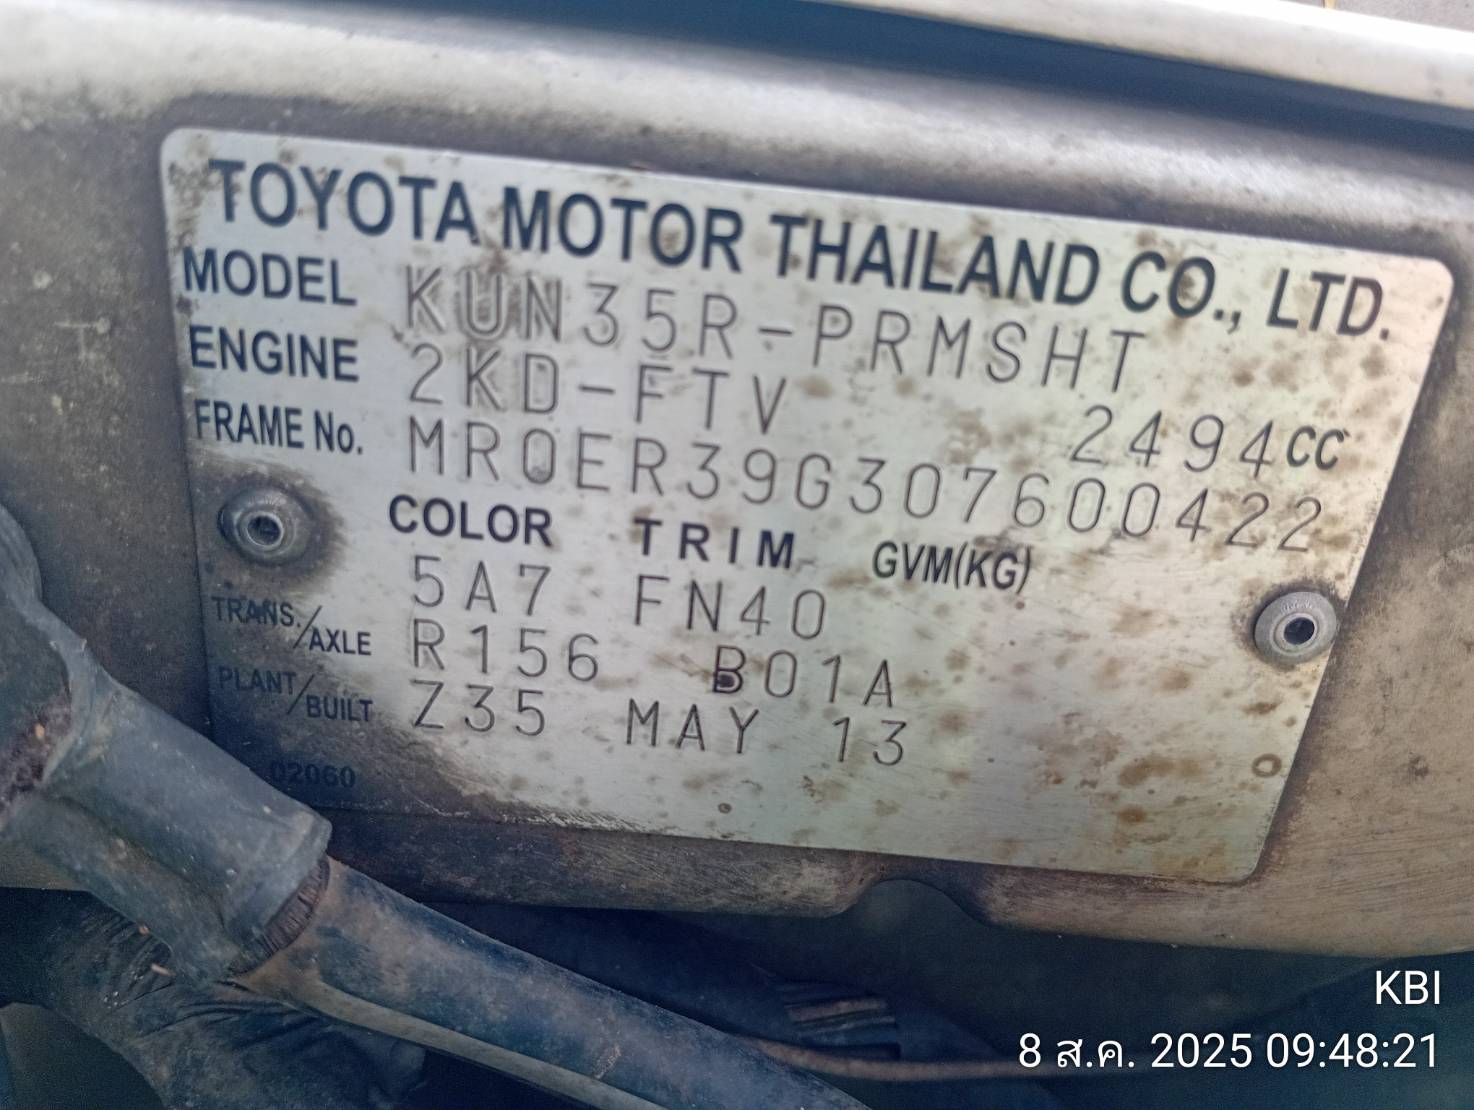 TOYOTA MOTOR THAILAND CO., LTD.
MODEL KUN35R-PRMSHT
ENGINE 2KD-FTV 2494CC
FRAME No. MR0ER39G307600422
COLOR TRIM GVM(KG)
5A7 FN40
TRANS./AXLE R156 B01A
PLANT/BUILT Z35 MAY 13
02060
KBI
8 ส.ค. 2025 09:48:21